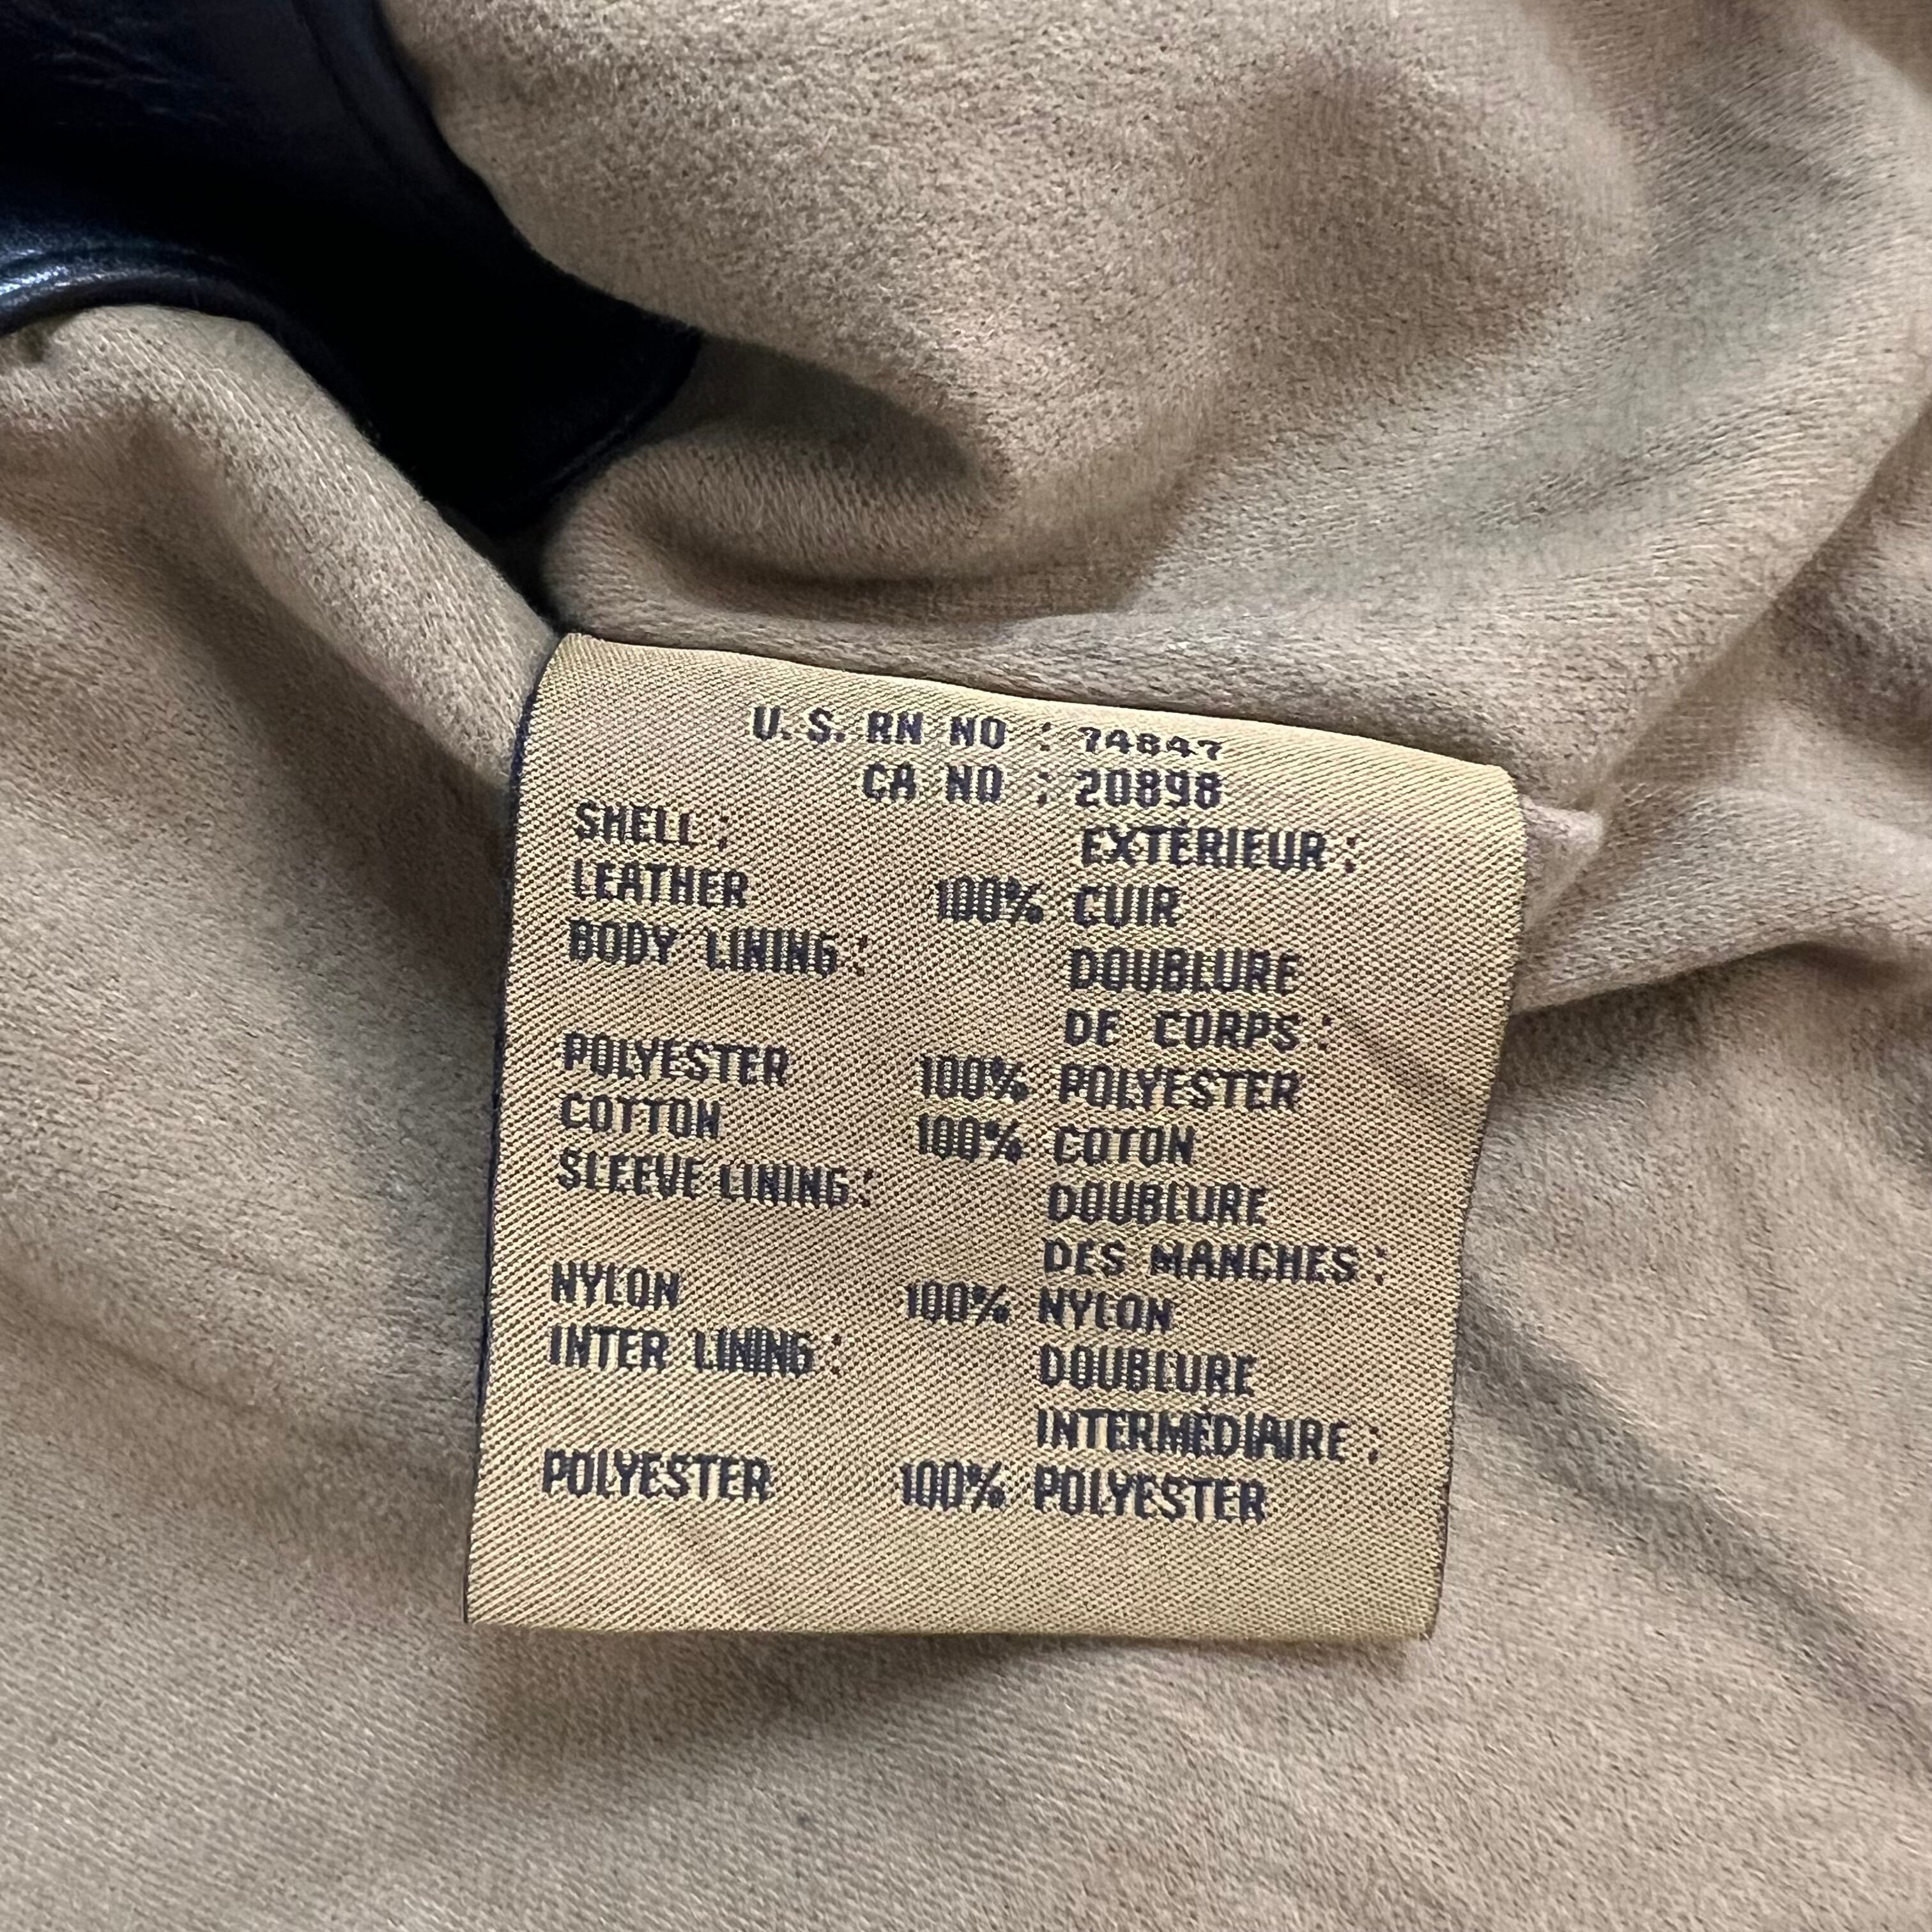 U.S. RN NO : 74847
CA NO : 20898
SHELL : EXTÉRIEUR :
LEATHER 100% CUIR
BODY LINING : DOUBLURE
DE CORPS :
POLYESTER 100% POLYESTER
COTTON 100% COTON
SLEEVE LINING : DOUBLURE
DES MANCHES :
NYLON 100% NYLON
INTER LINING : DOUBLURE
INTERMÉDIAIRE :
POLYESTER 100% POLYESTER